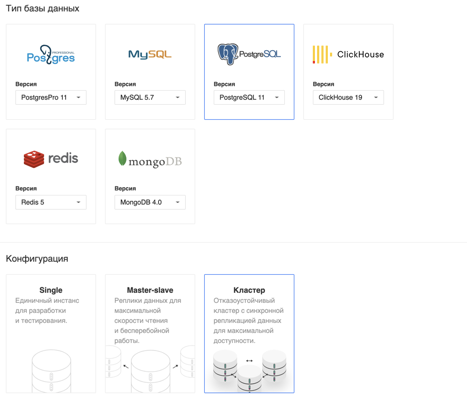 Тип базы данных
PROFESSIONAL
Postgres
MySQL
PostgreSQL
ClickHouse
Версия
Версия
Версия
Версия
PostgresPro 11
MySQL 5.7
PostgreSQL 11
ClickHouse 19
redis
mongoDB
Версия
Версия
Redis 5
MongoDB 4.0
Конфигурация
Single
Единичный инстанс
для разработки
и тестирования.
Master-slave
Реплики данных для
максимальной
скорости чтения
и бесперебойной
работы.
Кластер
Отказоустойчивый
кластер с синхронной
репликацией данных
для максимальной
доступности.